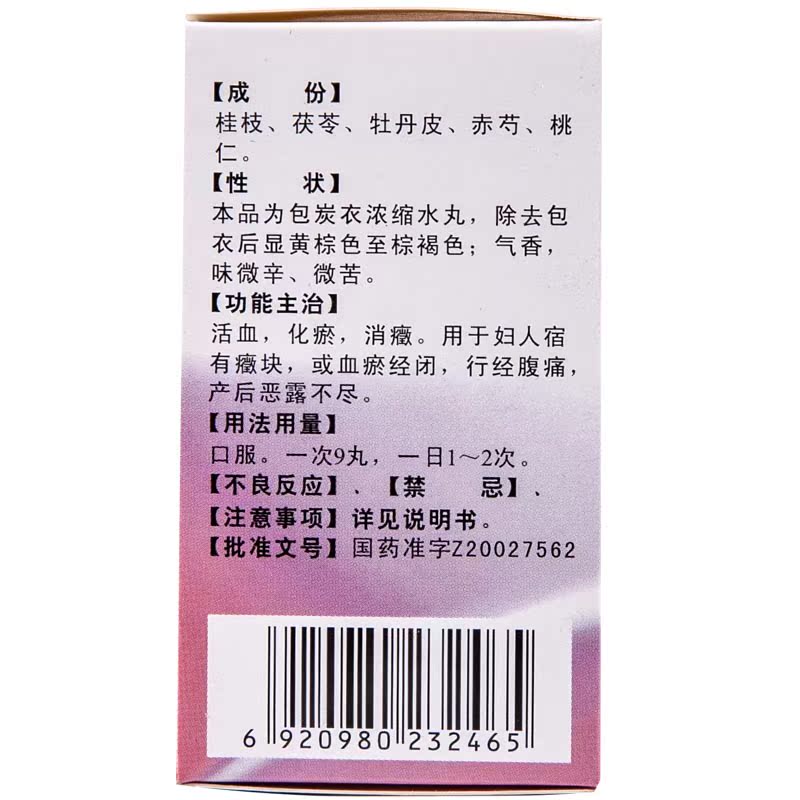 【成 份】
桂枝、茯苓、牡丹皮、赤芍、桃
仁。
【性 状】
本品为包炭衣浓缩水丸，除去包
衣后显黄棕色至棕褐色；气香，
味微辛、微苦。
【功能主治】
活血，化瘀，消癥。用于妇人宿
有癥块，或血瘀经闭，行经腹痛，
产后恶露不尽。
【用法用量】
口服。一次9丸，一日1～2次。
【不良反应】、【禁 忌】、
【注意事项】详见说明书。
【批准文号】国药准字Z20027562
6 920980 232465